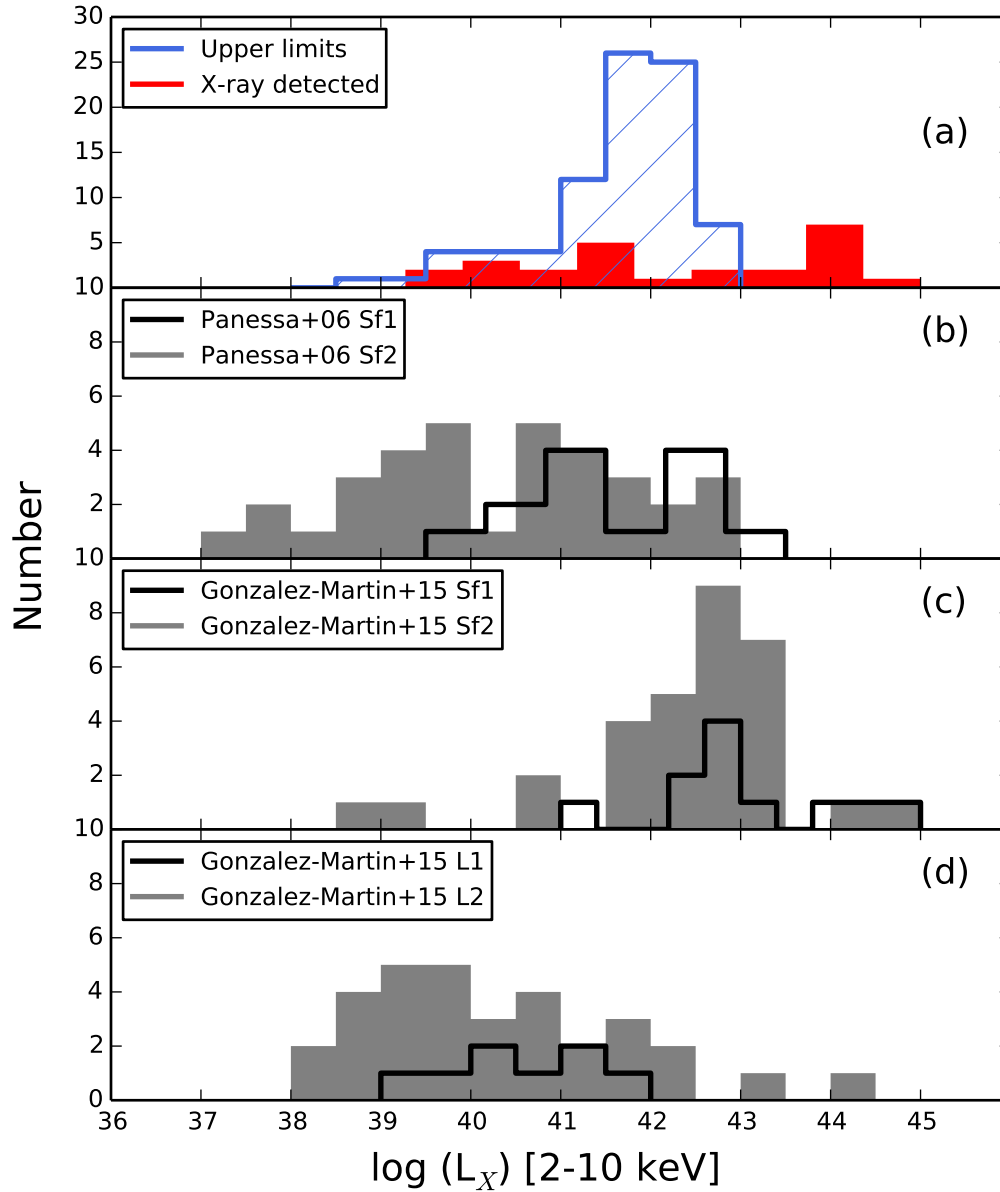 30
25
20
15
10
5
10
Upper limits
X-ray detected
(a)
8
6
4
2
10
Panessa+06 Sf1
Panessa+06 Sf2
(b)
Number
8
6
4
2
10
Gonzalez-Martin+15 Sf1
Gonzalez-Martin+15 Sf2
(c)
8
6
4
2
0
Gonzalez-Martin+15 L1
Gonzalez-Martin+15 L2
(d)
36 37 38 39 40 41 42 43 44 45
log (L_X) [2-10 keV]